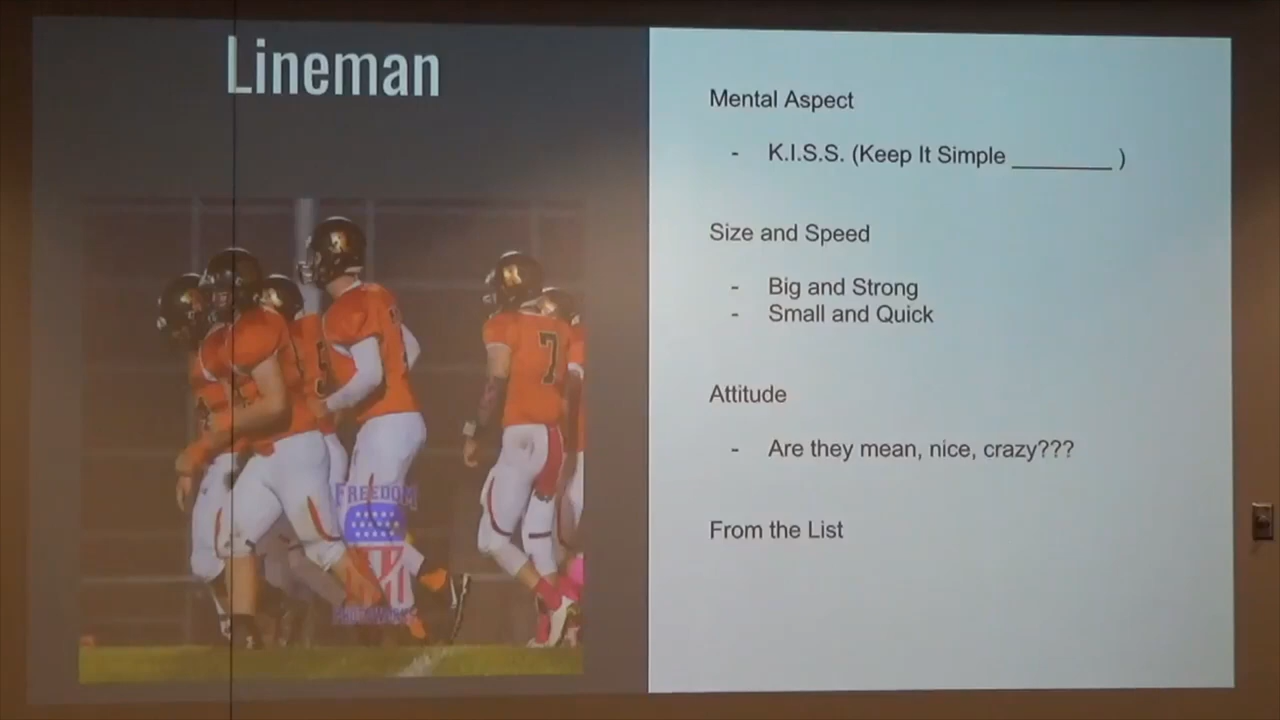 Lineman
Mental Aspect
- K.I.S.S. (Keep It Simple ________ )
Size and Speed
- Big and Strong
- Small and Quick
Attitude
- Are they mean, nice, crazy???
From the List
7
FREEDOM